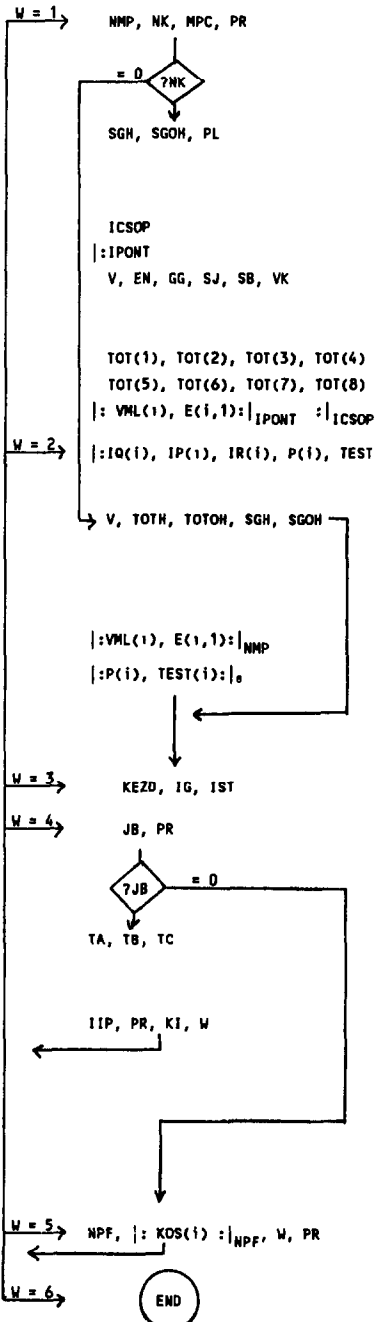 W = 1
NMP, NK, MPC, PR
= 0
?NK
SGH, SGOH, PL
ICSOP
|:IPONT
V, EN, GG, SJ, SB, VK
TOT(1), TOT(2), TOT(3), TOT(4)
TOT(5), TOT(6), TOT(7), TOT(8)
|: VML(1), E(i,1):|IPONT :|ICSOP
W = 2
|:IQ(i), IP(1), IR(i), P(i), TEST
V, TOTH, TOTOH, SGH, SGOH
|:VML(1), E(1,1):|NMP
|:P(i), TEST(i):|8
W = 3
KEZD, IG, IST
W = 4
JB, PR
?JB
= 0
TA, TB, TC
IIP, PR, KI, W
W = 5
NPF, |: KOS(i) :|NPF, W, PR
W = 6
END